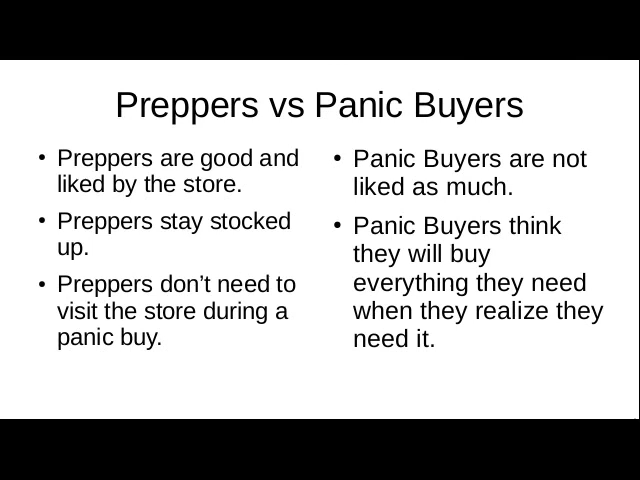 Preppers vs Panic Buyers
• Preppers are good and
liked by the store.
• Preppers stay stocked
up.
• Preppers don’t need to
visit the store during a
panic buy.
• Panic Buyers are not
liked as much.
• Panic Buyers think
they will buy
everything they need
when they realize they
need it.